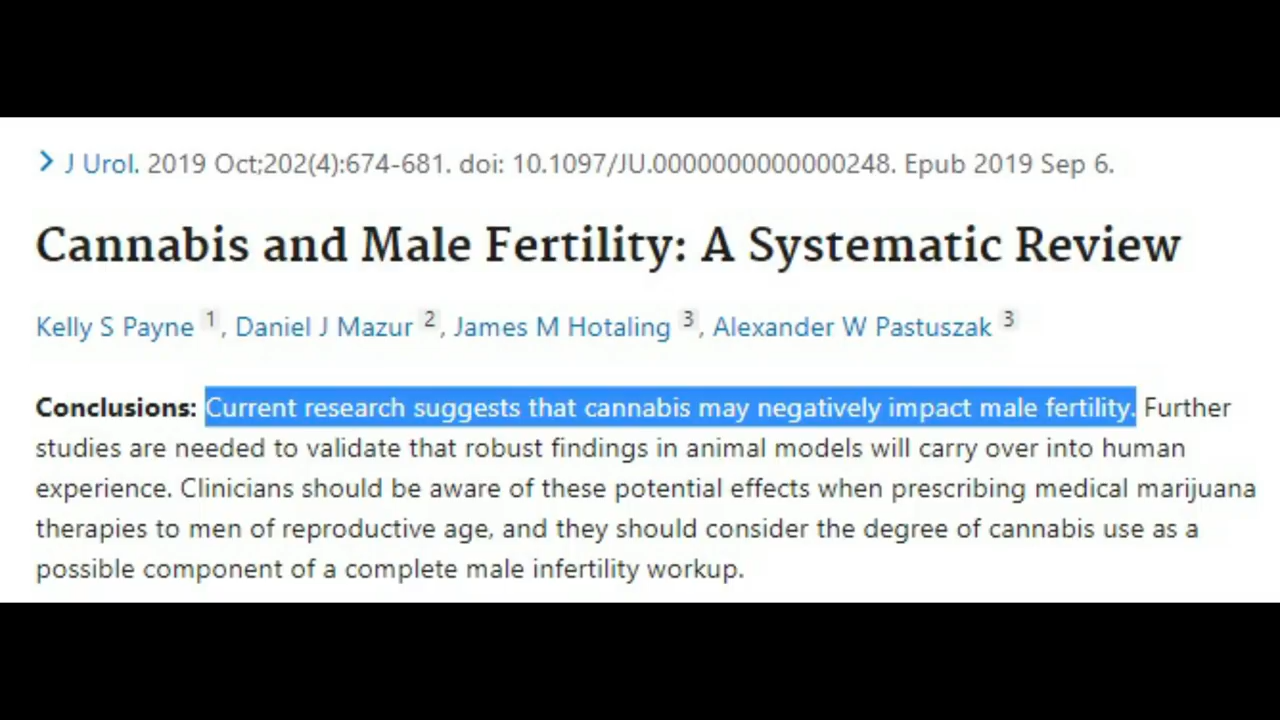 J Urol. 2019 Oct;202(4):674-681. doi: 10.1097/JU.0000000000000248. Epub 2019 Sep 6.
Cannabis and Male Fertility: A Systematic Review
Kelly S Payne 1, Daniel J Mazur 2, James M Hotaling 3, Alexander W Pastuszak 3
Conclusions: Current research suggests that cannabis may negatively impact male fertility. Further
studies are needed to validate that robust findings in animal models will carry over into human
experience. Clinicians should be aware of these potential effects when prescribing medical marijuana
therapies to men of reproductive age, and they should consider the degree of cannabis use as a
possible component of a complete male infertility workup.